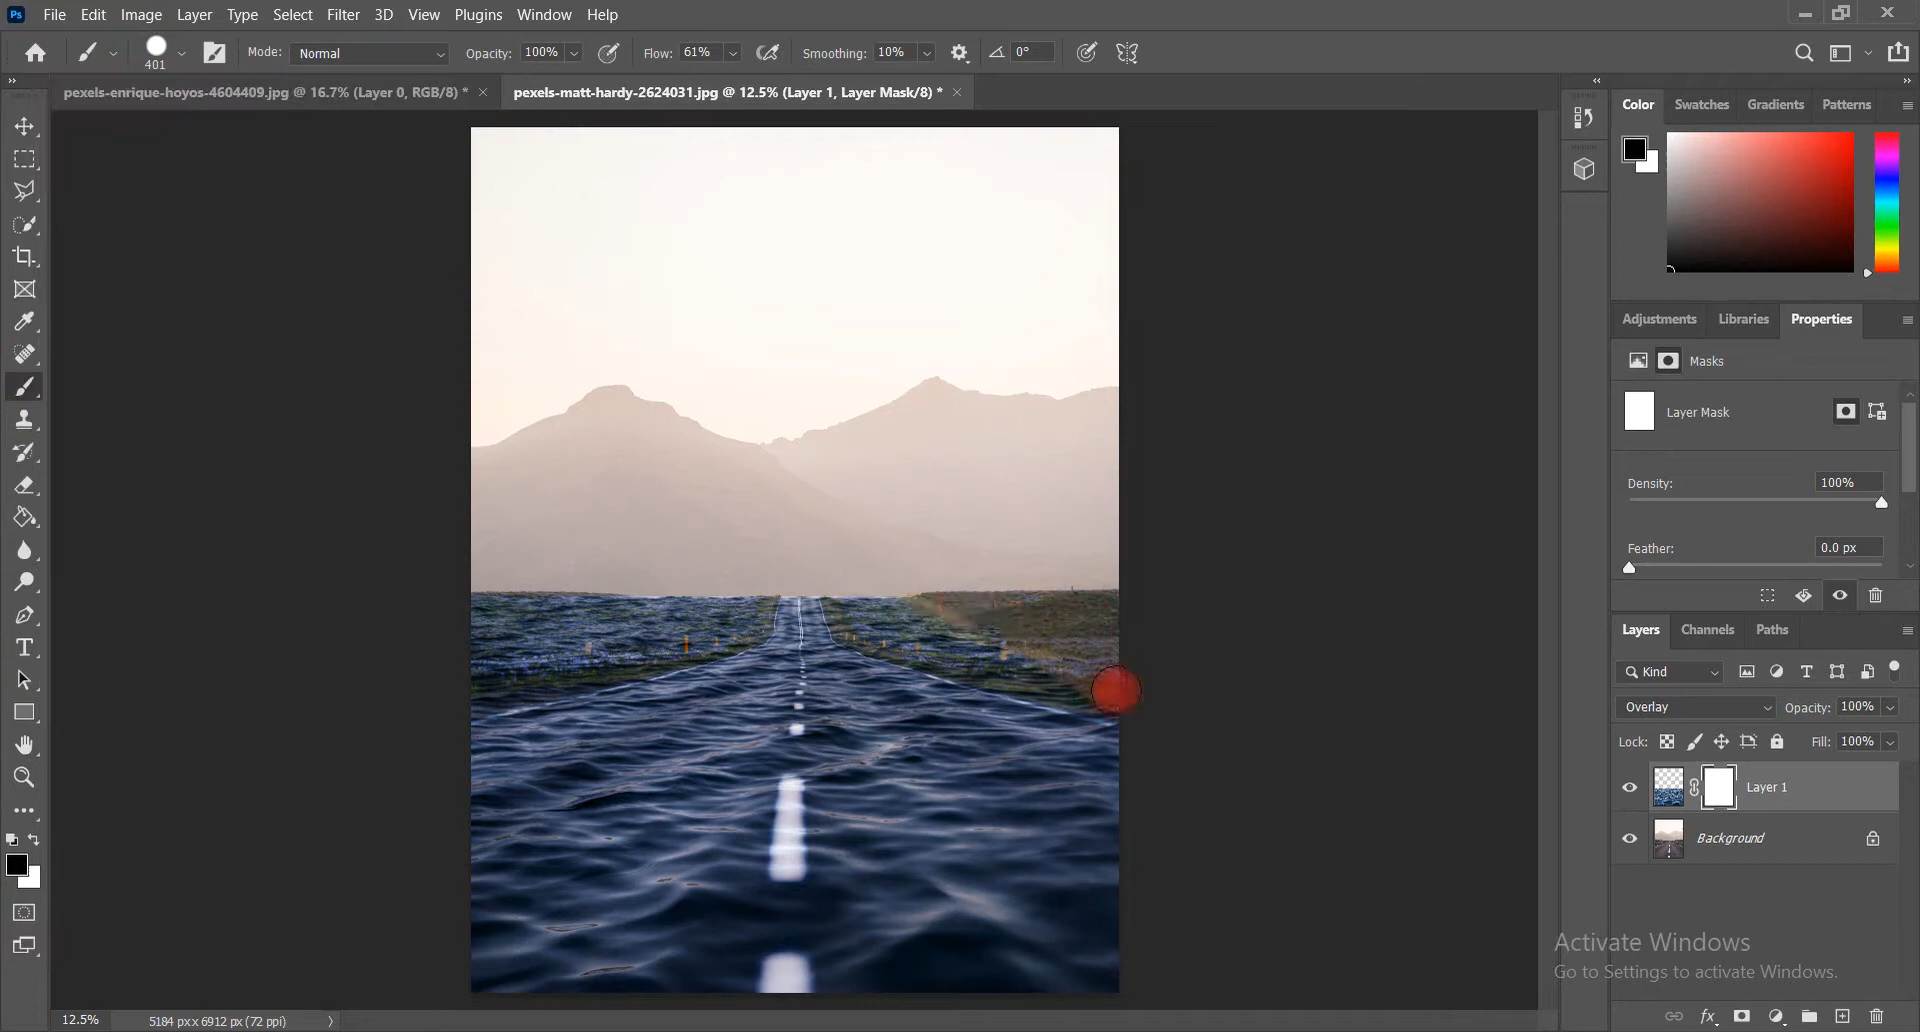 Ps File Edit Image Layer Type Select Filter 3D View Plugins Window Help
401 Mode: Normal Opacity: 100% Flow: 61% Smoothing: 10% 0°
pexels-enrique-hoyos-4604409.jpg @ 16.7% (Layer 0, RGB/8) * pexels-matt-hardy-2624031.jpg @ 12.5% (Layer 1, Layer Mask/8) *
Color Swatches Gradients Patterns
Adjustments Libraries Properties
Masks
Layer Mask
Density: 100%
Feather: 0.0 px
Layers Channels Paths
Kind
Overlay Opacity: 100%
Lock: Fill: 100%
Layer 1
Background
Activate Windows
Go to Settings to activate Windows.
12.5% 5184 px x 6912 px (72 ppi)